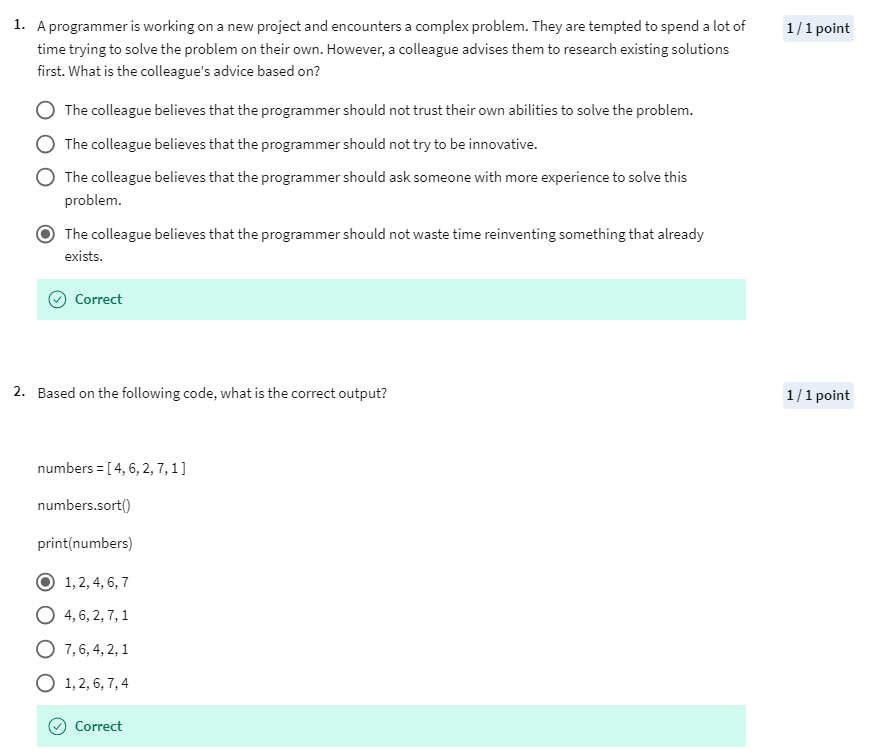 1. A programmer is working on a new project and encounters a complex problem. They are tempted to spend a lot of
1 / 1 point
time trying to solve the problem on their own. However, a colleague advises them to research existing solutions
first. What is the colleague's advice based on?
The colleague believes that the programmer should not trust their own abilities to solve the problem.
The colleague believes that the programmer should not try to be innovative.
The colleague believes that the programmer should ask someone with more experience to solve this
problem.
The colleague believes that the programmer should not waste time reinventing something that already
exists.
Correct
2. Based on the following code, what is the correct output?
1 / 1 point
numbers = [ 4, 6, 2, 7, 1 ]
numbers.sort()
print(numbers)
1, 2, 4, 6, 7
4, 6, 2, 7, 1
7, 6, 4, 2, 1
1, 2, 6, 7, 4
Correct